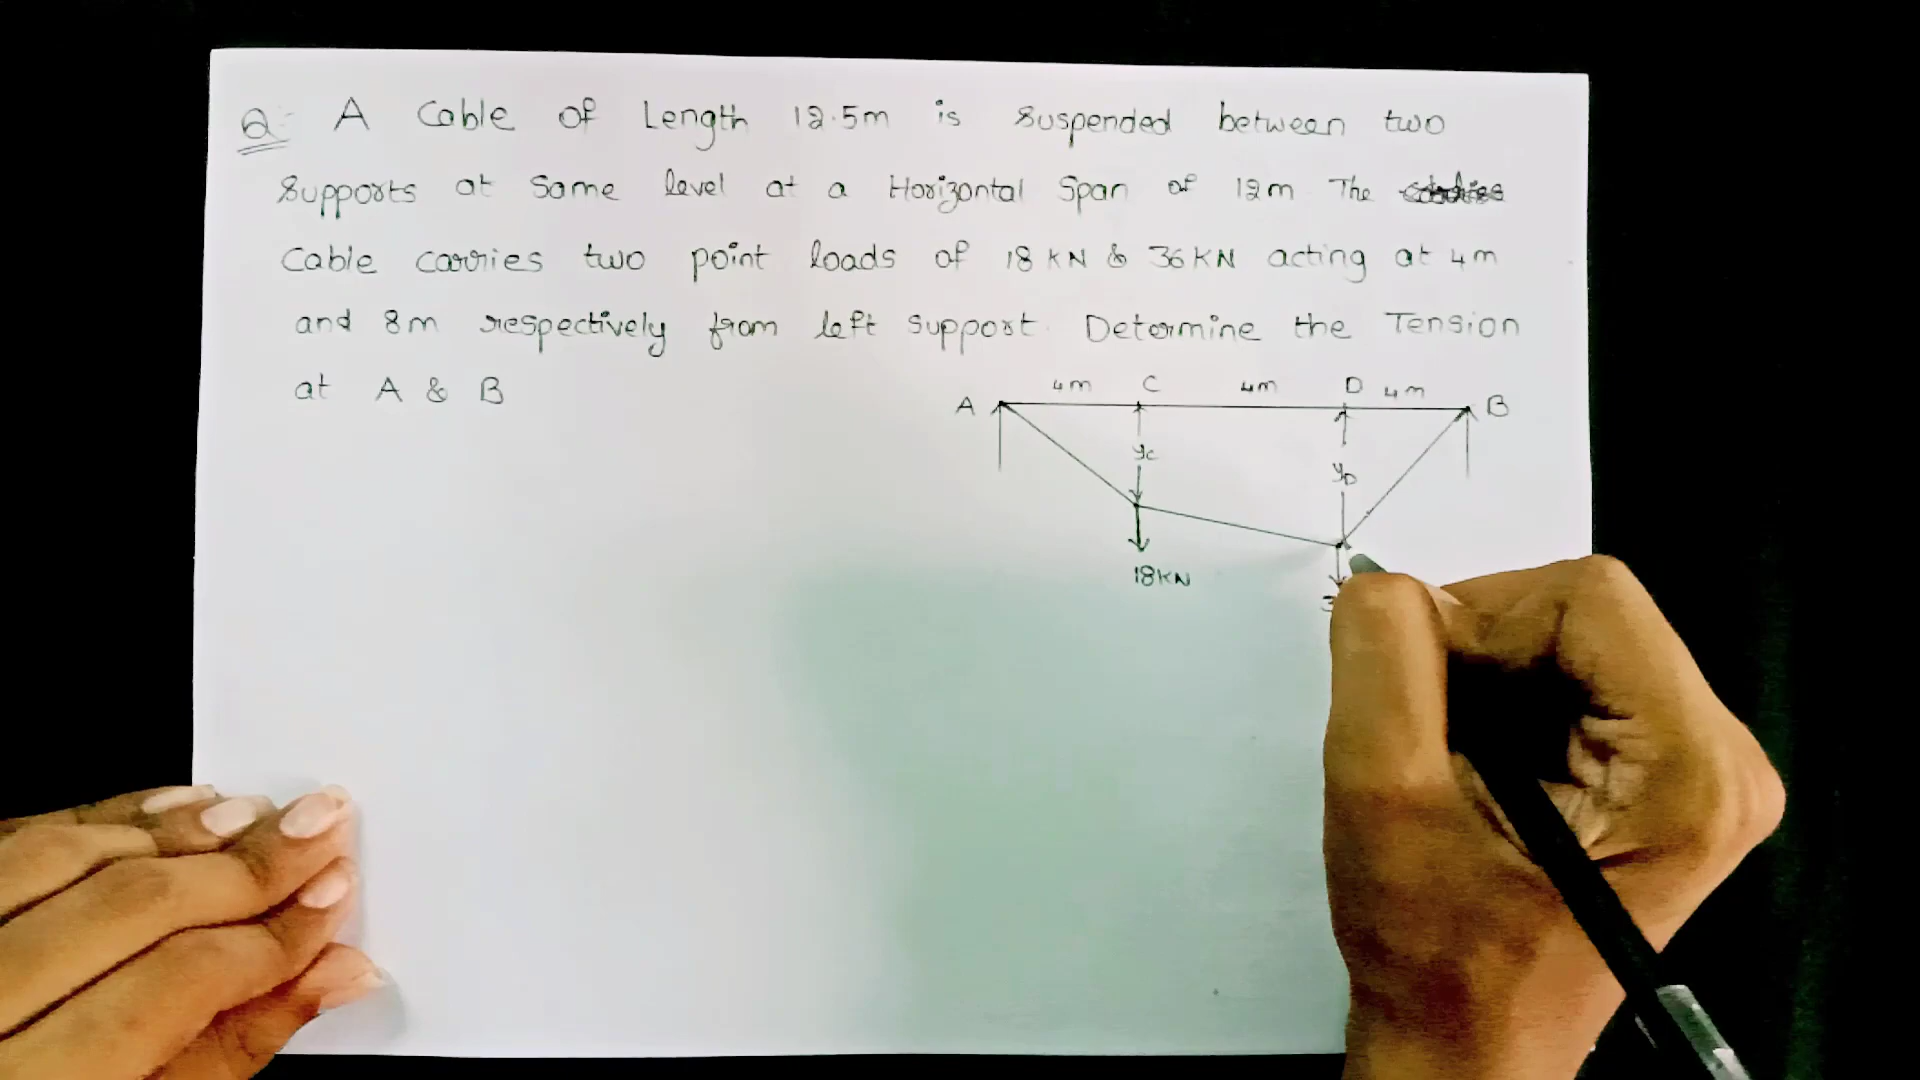 Q: A Cable of Length 12.5m is Suspended between two
Supports at Same level at a Horizontal Span of 12m The
Cable carries two point loads of 18 KN & 36 KN acting at 4m
and 8m respectively from left support. Determine the Tension
at A & B
4m C 4m D 4m
A B
yc
yD
18KN
3